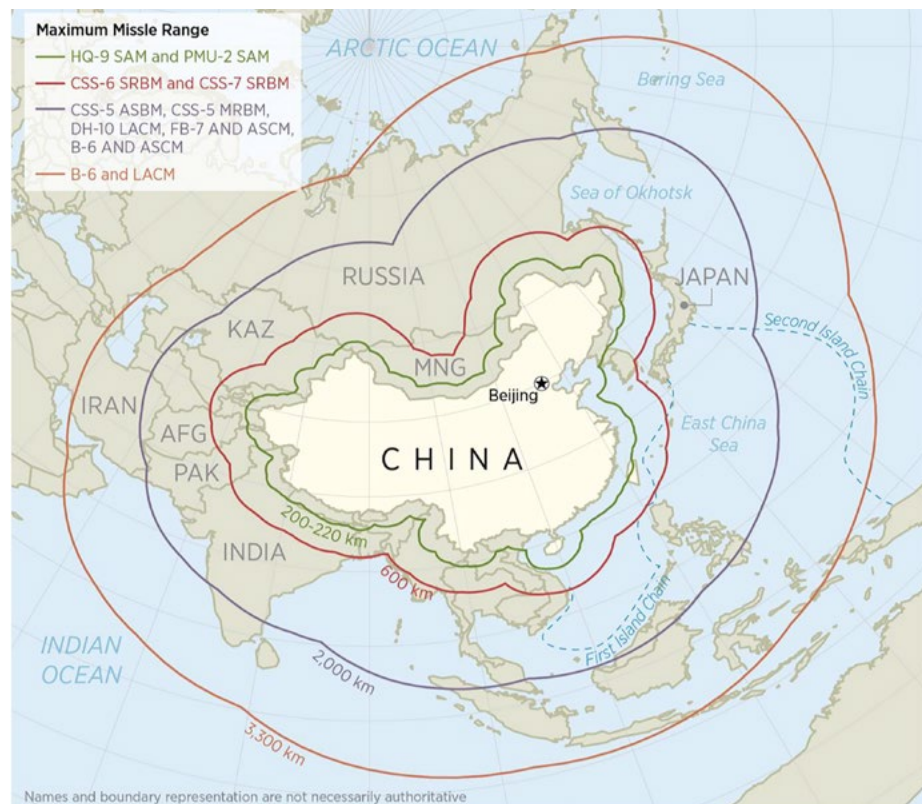 Maximum Missle Range
HQ-9 SAM and PMU-2 SAM
CSS-6 SRBM and CSS-7 SRBM
CSS-5 ASBM, CSS-5 MRBM,
DH-10 LACM, FB-7 AND ASCM,
B-6 AND ASCM
B-6 and LACM
ARCTIC OCEAN
Bering Sea
Sea of Okhotsk
RUSSIA
JAPAN
KAZ
Second Island Chain
MNG
Beijing
IRAN
AFG
East China
Sea
CHINA
PAK
200-220 km
INDIA
600 km
First Island Chain
INDIAN
OCEAN
2,000 km
3,300 km
Names and boundary representation are not necessarily authoritative